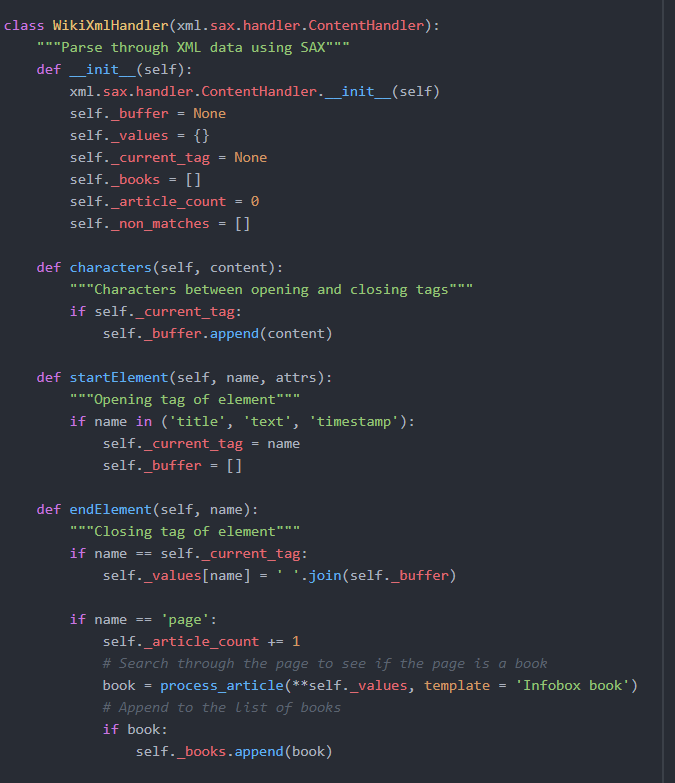 class WikiXmlHandler(xml.sax.handler.ContentHandler):
    """Parse through XML data using SAX"""
    def __init__(self):
        xml.sax.handler.ContentHandler.__init__(self)
        self._buffer = None
        self._values = {}
        self._current_tag = None
        self._books = []
        self._article_count = 0
        self._non_matches = []

    def characters(self, content):
        """Characters between opening and closing tags"""
        if self._current_tag:
            self._buffer.append(content)

    def startElement(self, name, attrs):
        """Opening tag of element"""
        if name in ('title', 'text', 'timestamp'):
            self._current_tag = name
            self._buffer = []

    def endElement(self, name):
        """Closing tag of element"""
        if name == self._current_tag:
            self._values[name] = ' '.join(self._buffer)

        if name == 'page':
            self._article_count += 1
            # Search through the page to see if the page is a book
            book = process_article(**self._values, template = 'Infobox book')
            # Append to the list of books
            if book:
                self._books.append(book)